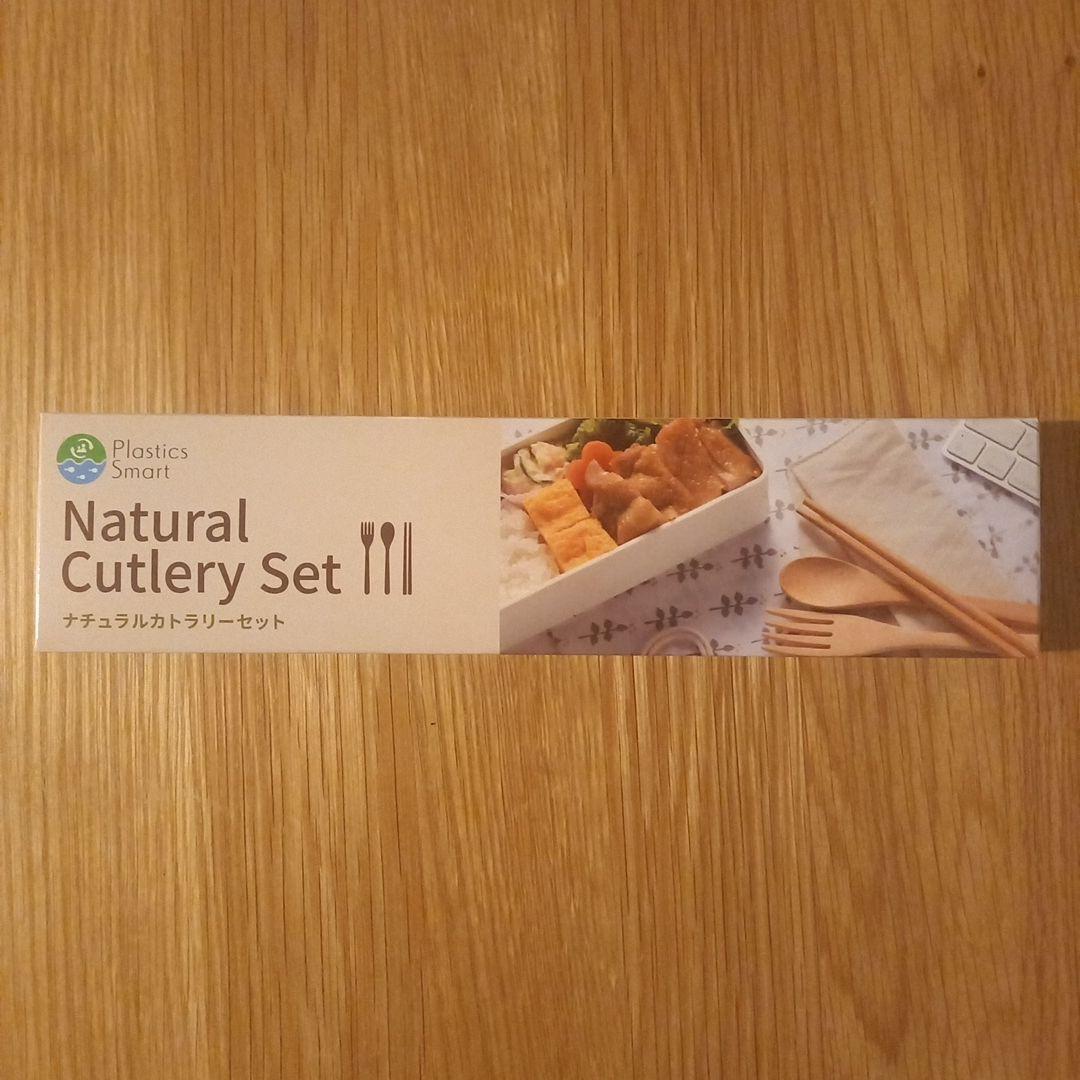 Plastics
Smart
Natural
Cutlery Set
ナチュラルカトラリーセット